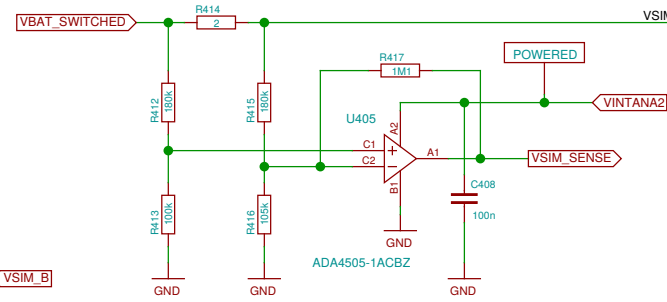 VBAT_SWITCHED
R414
2
VSIM
R417
1M1
POWERED
R412
180k
R415
180k
U405
A2
VINTANA2
C1
+
C2
−
A1
VSIM_SENSE
B1
R413
100k
R416
105k
C408
100n
GND
ADA4505-1ACBZ
VSIM_B
GND
GND
GND